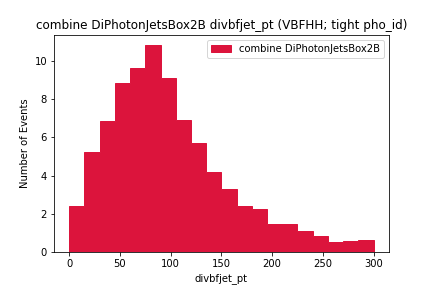 combine DiPhotonJetsBox2B divbfjet_pt (VBFHH; tight pho_id)
combine DiPhotonJetsBox2B
Number of Events
10
8
6
4
2
0
0 50 100 150 200 250 300
divbfjet_pt